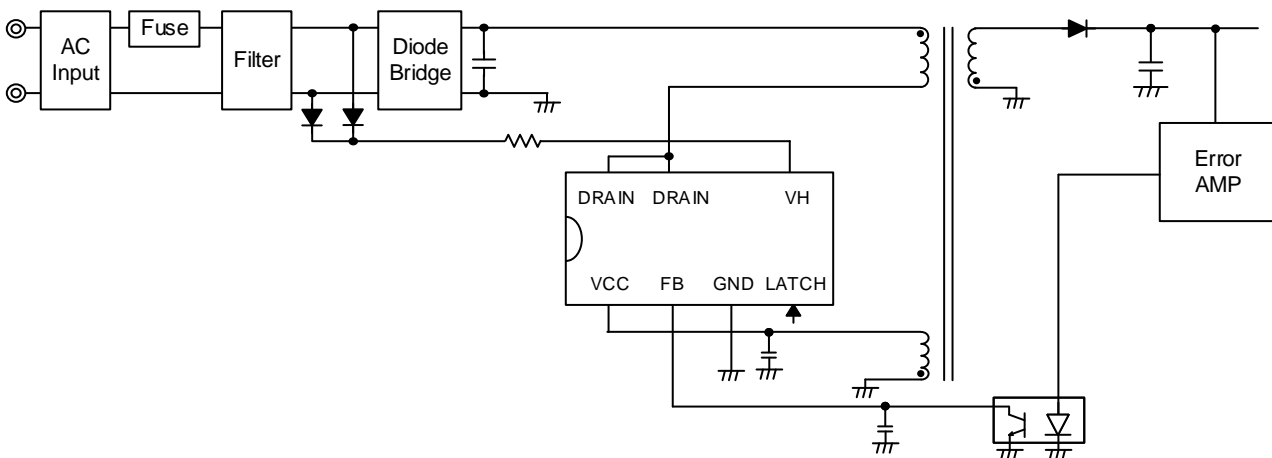 AC
Input
Fuse
Filter
Diode
Bridge
Error
AMP
DRAIN DRAIN VH
VCC FB GND LATCH